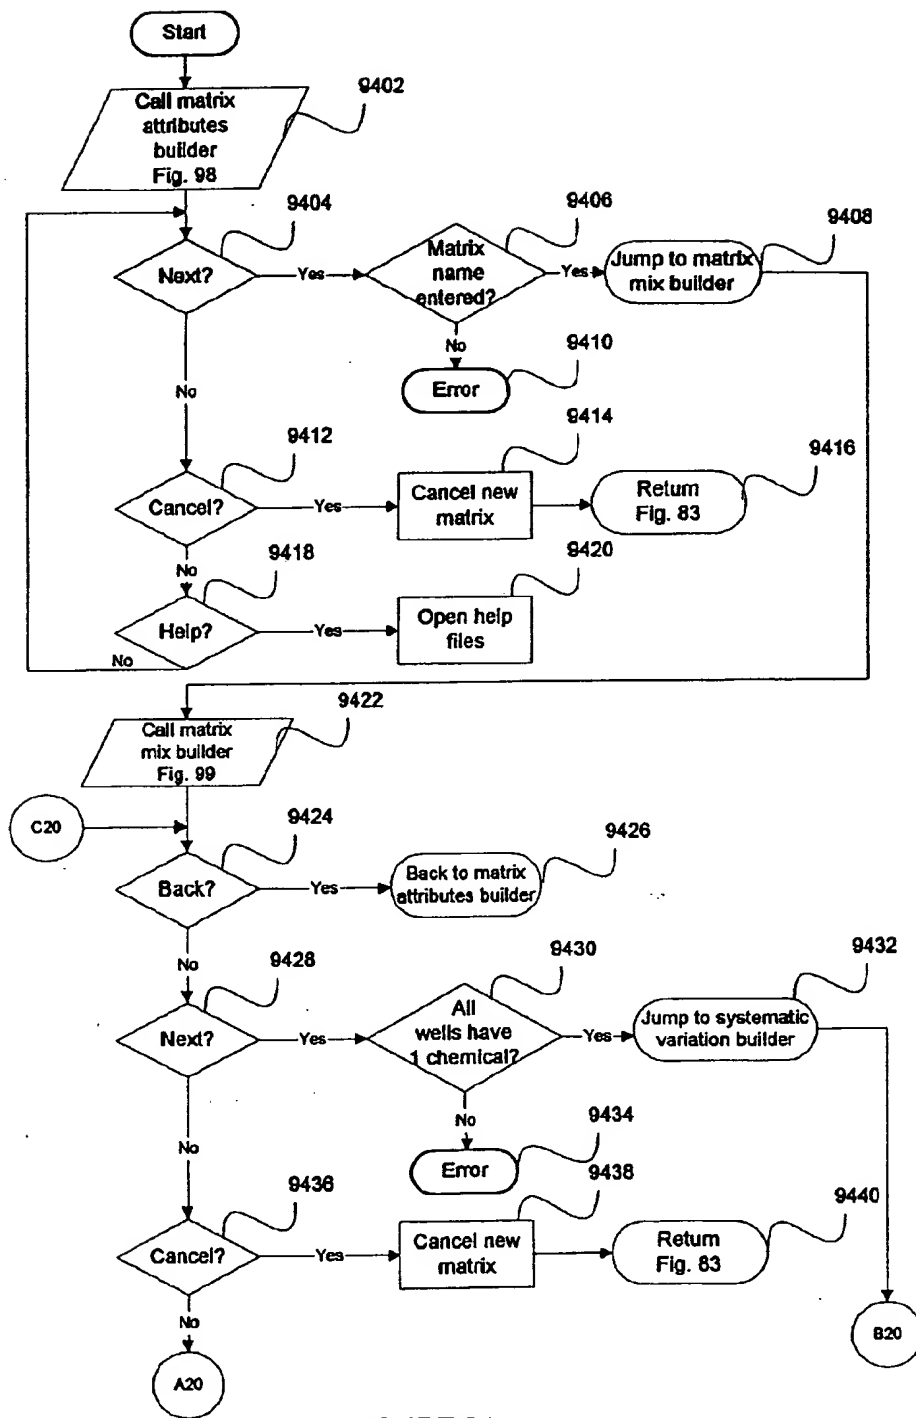 Start
Call matrix
attributes
builder
Fig. 98
9402
9404
Next?
Yes
9406
Matrix
name
entered?
Yes
9408
Jump to matrix
mix builder
No
9410
Error
No
9412
Cancel?
Yes
9414
Cancel new
matrix
9416
Return
Fig. 83
No
9418
Help?
Yes
9420
Open help
files
No
9422
Call matrix
mix builder
Fig. 99
C20
9424
Back?
Yes
9426
Back to matrix
attributes builder
No
9428
Next?
Yes
9430
All
wells have
1 chemical?
Yes
9432
Jump to systematic
variation builder
No
9434
Error
No
9436
Cancel?
Yes
9438
Cancel new
matrix
9440
Return
Fig. 83
No
A20
B20